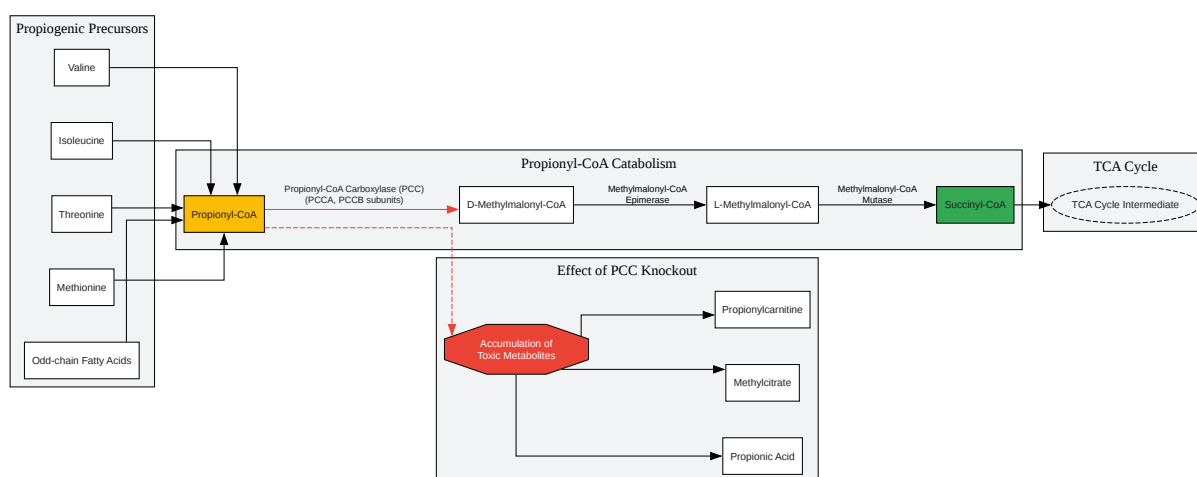 Propiogenic Precursors
Valine
Isoleucine
Threonine
Methionine
Odd-chain Fatty Acids
Propionyl-CoA Catabolism
Propionyl-CoA
Propionyl-CoA Carboxylase (PCC)
(PCCA, PCCB subunits)
D-Methylmalonyl-CoA
Methylmalonyl-CoA
Epimerase
L-Methylmalonyl-CoA
Methylmalonyl-CoA
Mutase
Succinyl-CoA
TCA Cycle
TCA Cycle Intermediate
Effect of PCC Knockout
Accumulation of
Toxic Metabolites
Propionylcarnitine
Methylcitrate
Propionic Acid